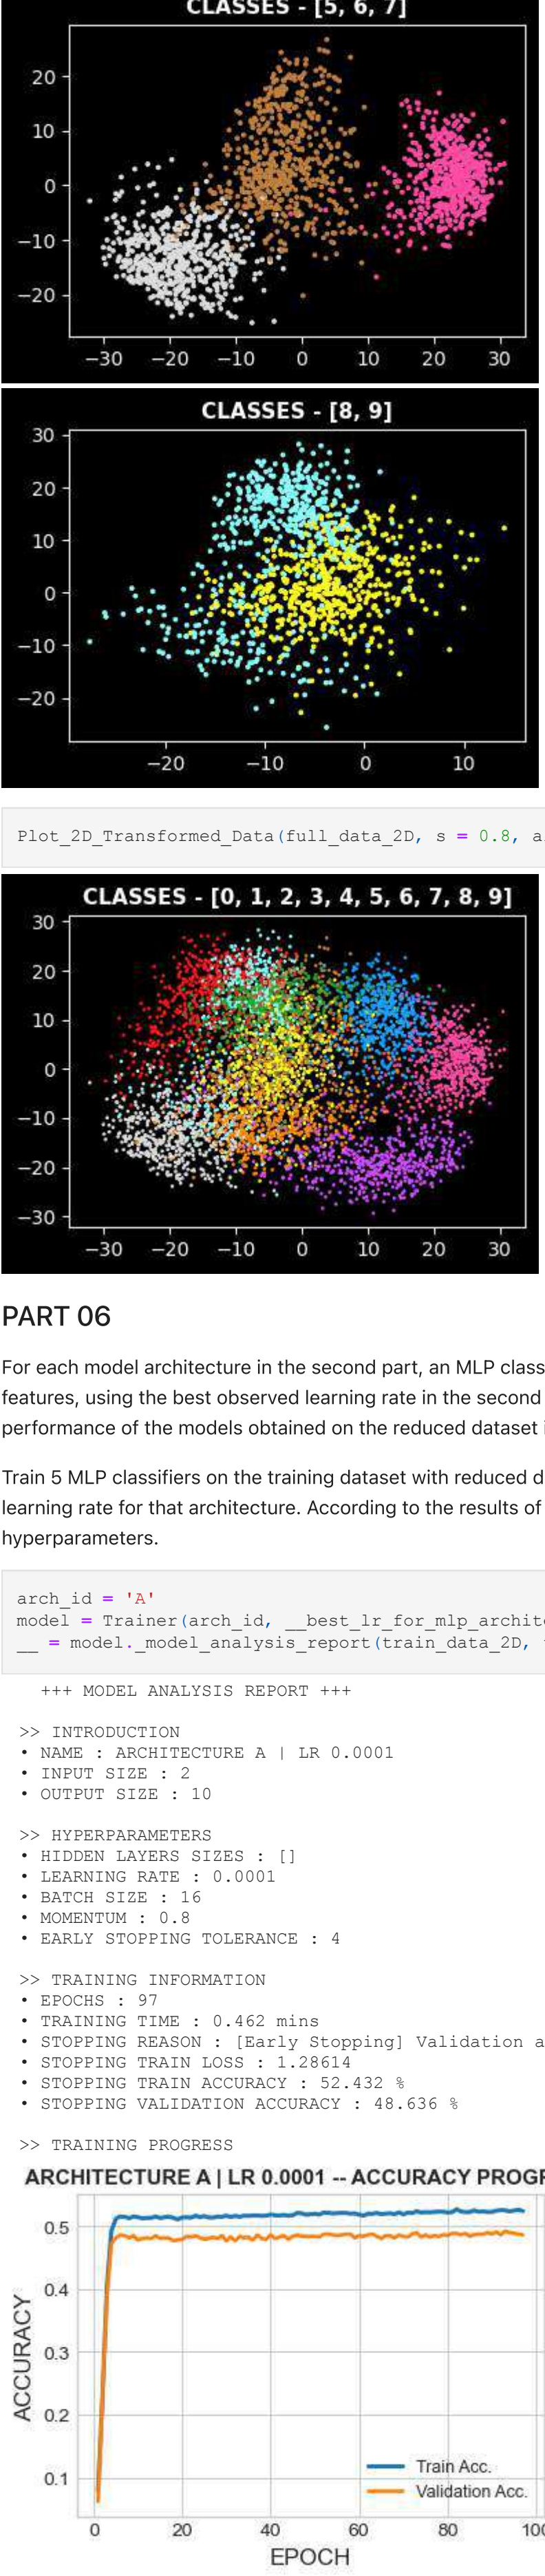 CLASSES - [5, 6, 7]
20
10
0
−10
−20
−30 −20 −10 0 10 20 30
CLASSES - [8, 9]
30
20
10
0
−10
−20
−20 −10 0 10
Plot_2D_Transformed_Data(full_data_2D, s = 0.8, a
CLASSES - [0, 1, 2, 3, 4, 5, 6, 7, 8, 9]
30
20
10
0
−10
−20
−30
−30 −20 −10 0 10 20 30
PART 06
For each model architecture in the second part, an MLP class
features, using the best observed learning rate in the second
performance of the models obtained on the reduced dataset i
Train 5 MLP classifiers on the training dataset with reduced d
learning rate for that architecture. According to the results of
hyperparameters.
arch_id = 'A'
model = Trainer(arch_id, __best_lr_for_mlp_archit
__ = model._model_analysis_report(train_data_2D,
+++ MODEL ANALYSIS REPORT +++
>> INTRODUCTION
• NAME : ARCHITECTURE A | LR 0.0001
• INPUT SIZE : 2
• OUTPUT SIZE : 10
>> HYPERPARAMETERS
• HIDDEN LAYERS SIZES : []
• LEARNING RATE : 0.0001
• BATCH SIZE : 16
• MOMENTUM : 0.8
• EARLY STOPPING TOLERANCE : 4
>> TRAINING INFORMATION
• EPOCHS : 97
• TRAINING TIME : 0.462 mins
• STOPPING REASON : [Early Stopping] Validation a
• STOPPING TRAIN LOSS : 1.28614
• STOPPING TRAIN ACCURACY : 52.432 %
• STOPPING VALIDATION ACCURACY : 48.636 %
>> TRAINING PROGRESS
ARCHITECTURE A | LR 0.0001 -- ACCURACY PROGR
ACCURACY
0.5
0.4
0.3
0.2
0.1
Train Acc.
Validation Acc.
0 20 40 60 80 100
EPOCH